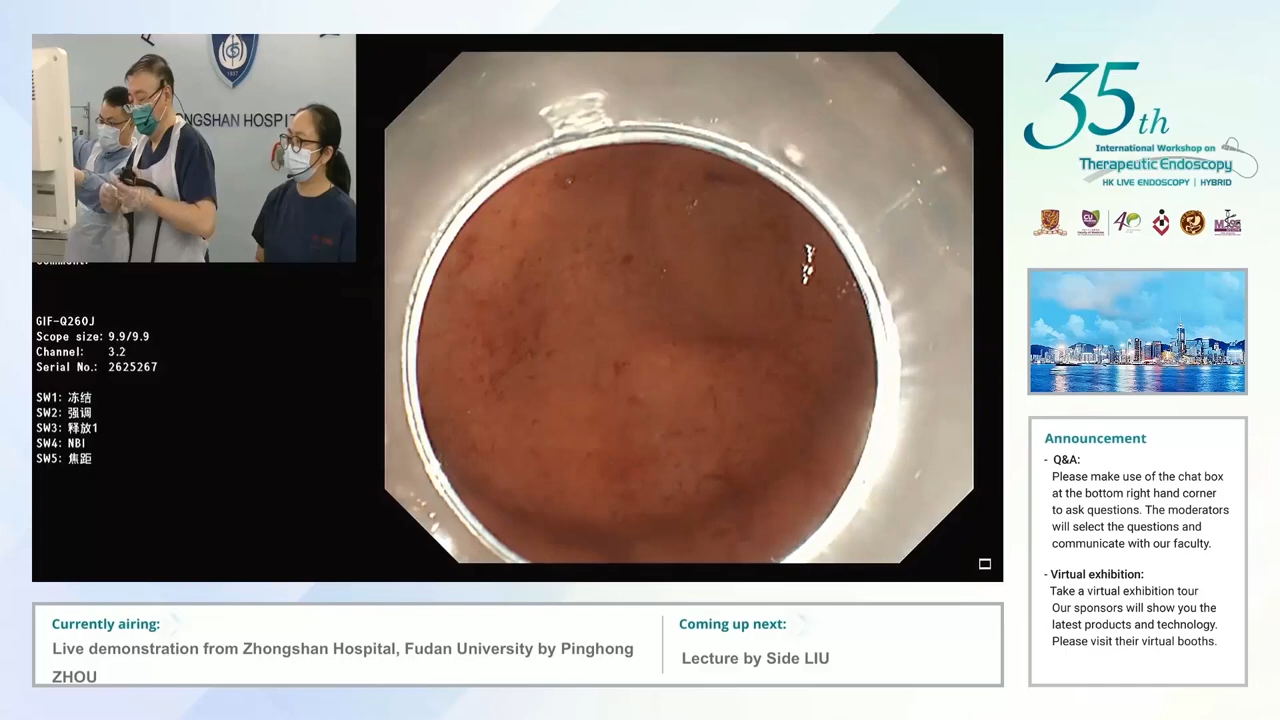 ZHONGSHAN HOSPIT
1937
GIF-Q260J
Scope size: 9.9/9.9
Channel: 3.2
Serial No.: 2625267
SW1: 冻结
SW2: 强调
SW3: 释放1
SW4: NBI
SW5: 焦距
35th
International Workshop on
Therapeutic Endoscopy
HK LIVE ENDOSCOPY | HYBRID
CU
40
Announcement
- Q&A:
Please make use of the chat box
at the bottom right hand corner
to ask questions. The moderators
will select the questions and
communicate with our faculty.
- Virtual exhibition:
Take a virtual exhibition tour
Our sponsors will show you the
latest products and technology.
Please visit their virtual booths.
Currently airing:
Live demonstration from Zhongshan Hospital, Fudan University by Pinghong
ZHOU
Coming up next:
Lecture by Side LIU